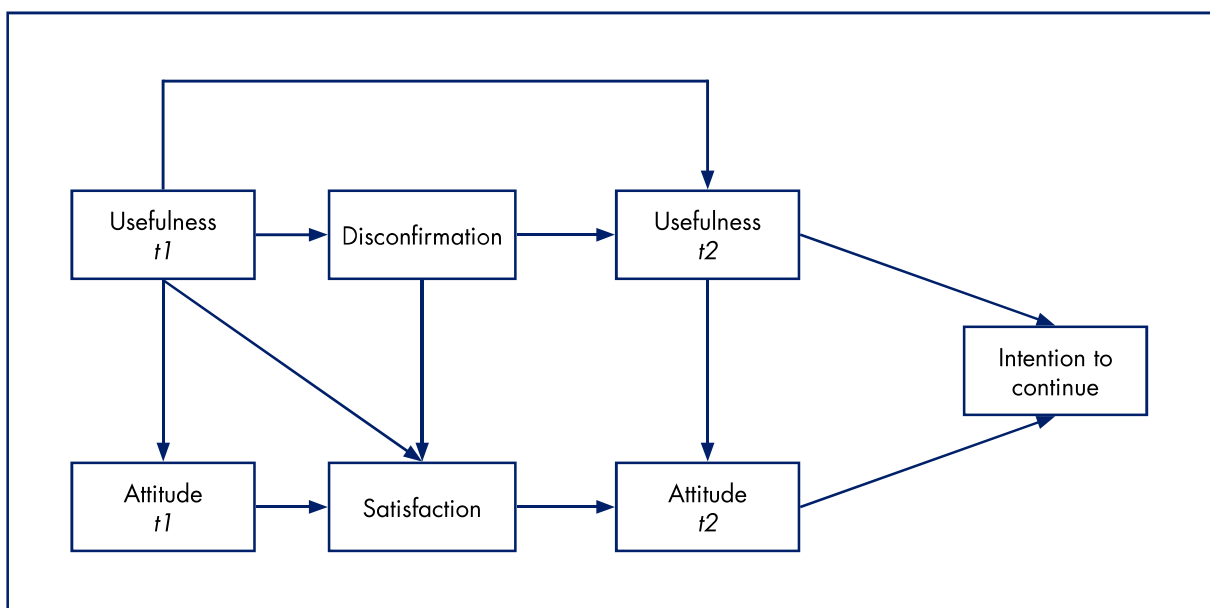 Usefulness
t1
Disconfirmation
Usefulness
t2
Intention to
continue
Attitude
t1
Satisfaction
Attitude
t2